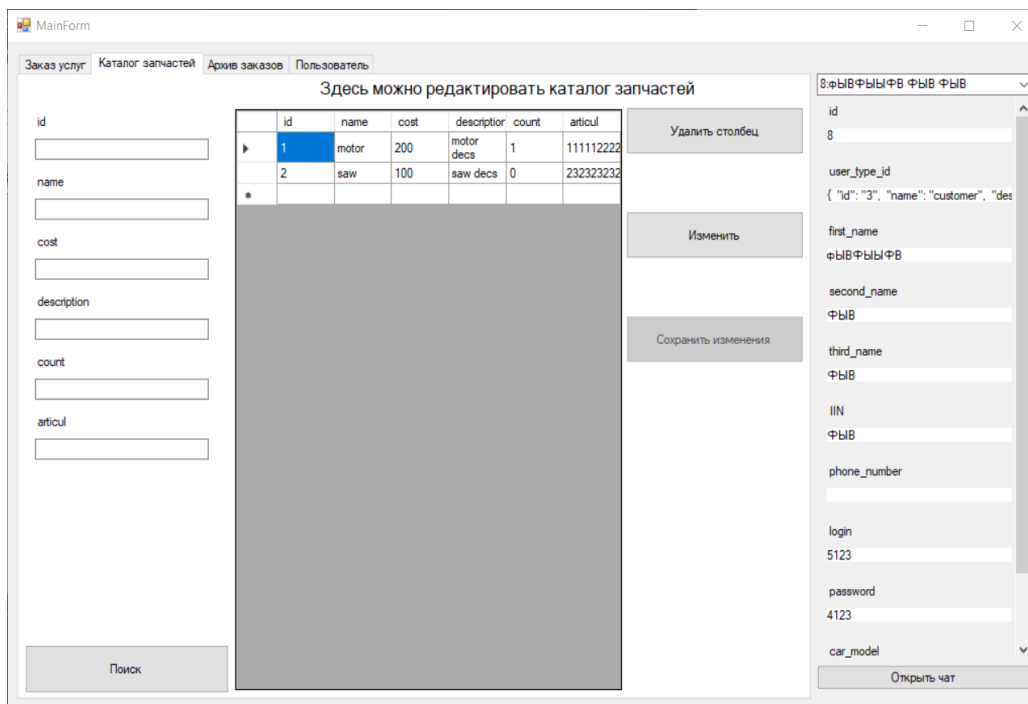 MainForm
Заказ услуг Каталог запчастей Архив заказов Пользователь
Здесь можно редактировать каталог запчастей
id
name
cost
description
count
articul
Поиск
id name cost description count articul
1 motor 200 motor decs 1 111112222
2 saw 100 saw decs 0 232323232
Удалить столбец
Изменить
Сохранить изменения
8:фЫВФЫЫФВ ФЫВ ФЫВ
id
8
user_type_id
{ "id": "3", "name": "customer", "des
first_name
фЫВФЫЫФВ
second_name
ФЫВ
third_name
ФЫВ
IIN
ФЫВ
phone_number
login
5123
password
4123
car_model
Открыть чат